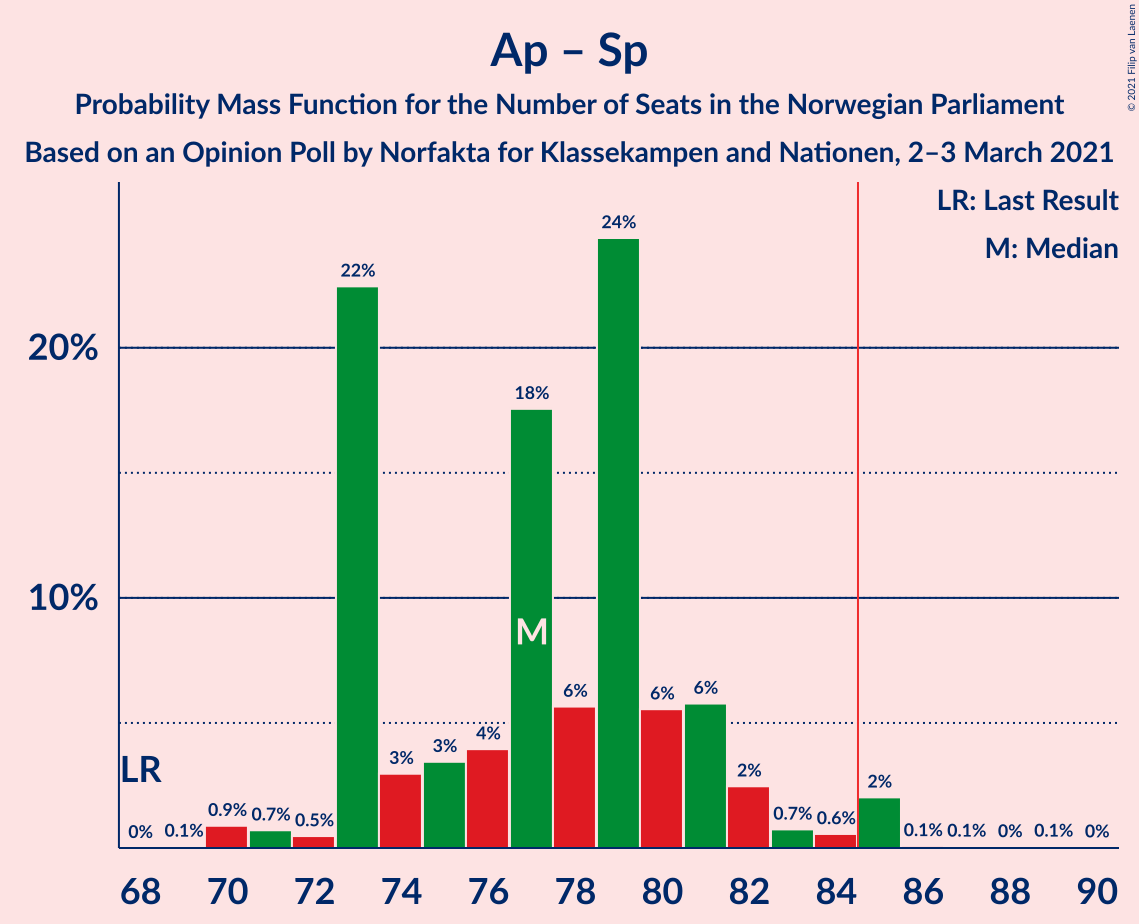 Ap – Sp
Probability Mass Function for the Number of Seats in the Norwegian Parliament
Based on an Opinion Poll by Norfakta for Klassekampen and Nationen, 2–3 March 2021
© 2021 Filip van Laenen
LR: Last Result
M: Median
24%
22%
20%
18%
10%
M
6%
6%
6%
4%
3%
3%
LR
2%
2%
0%
0.1%
0.9%
0.7%
0.5%
0.7%
0.6%
0.1%
0.1%
0%
0.1%
0%
68 70 72 74 76 78 80 82 84 86 88 90